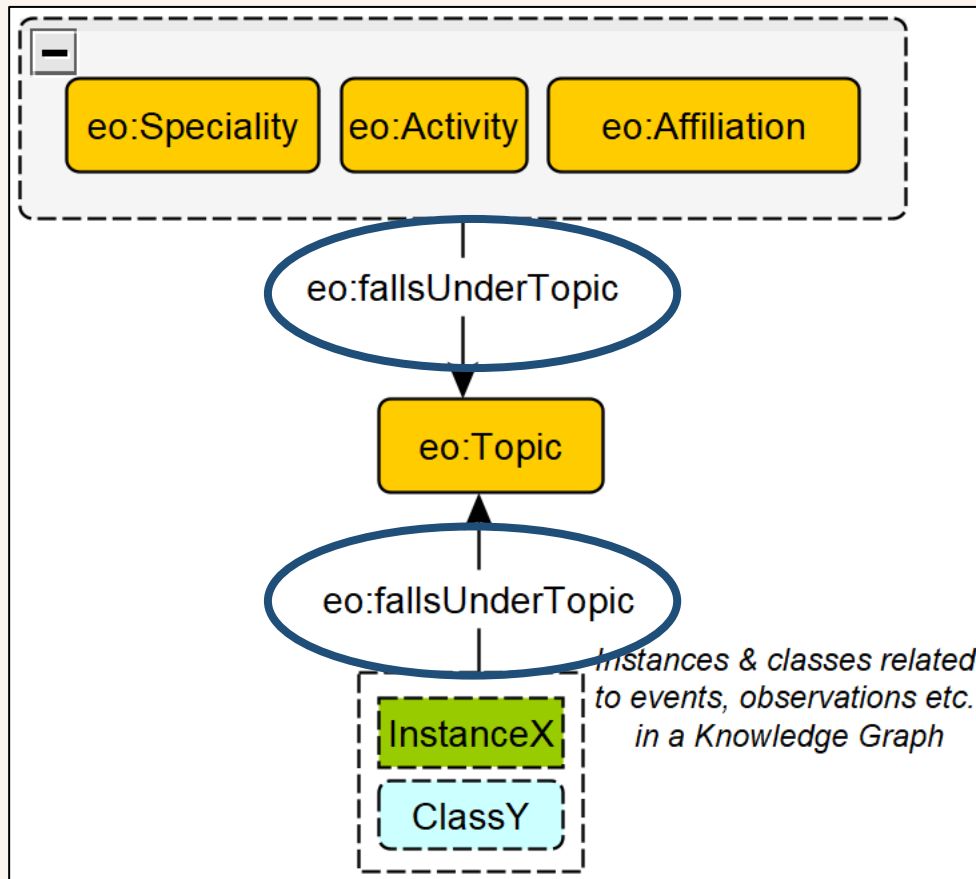 eo:Speciality
eo:Activity
eo:Affiliation
eo:fallsUnderTopic
eo:Topic
eo:fallsUnderTopic
Instances & classes related
to events, observations etc.
in a Knowledge Graph
InstanceX
ClassY